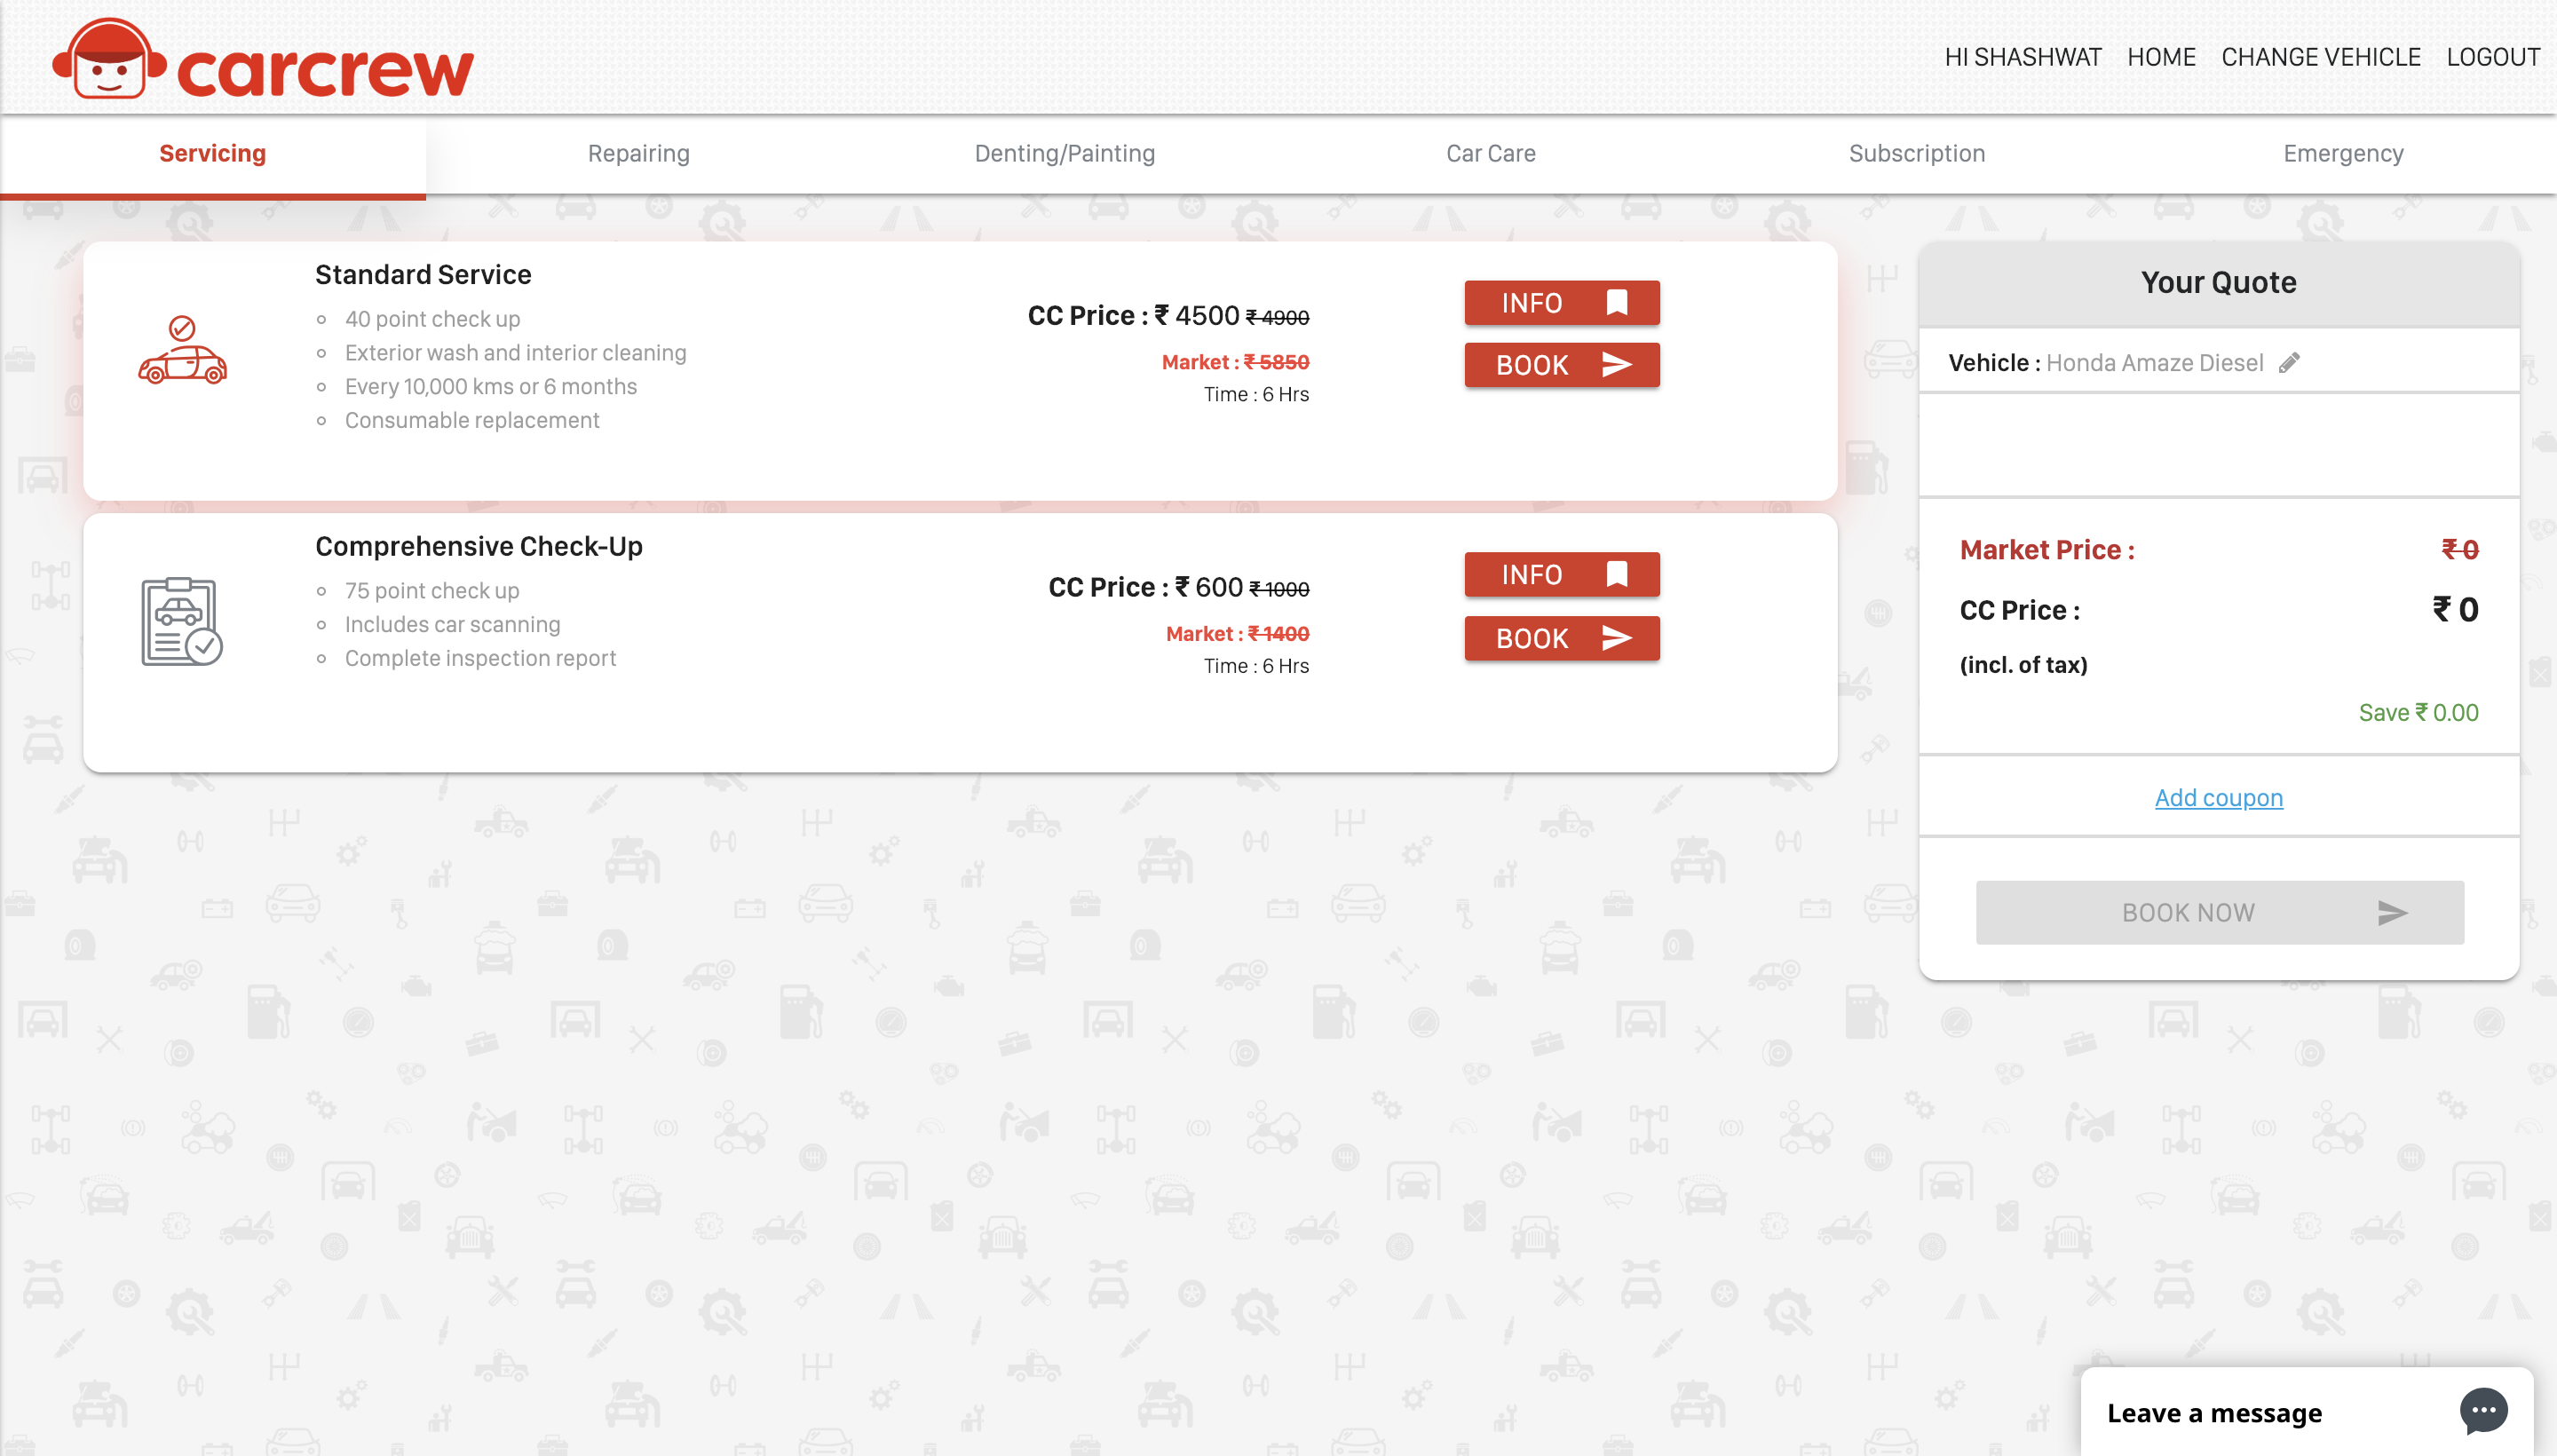 carcrew
HI SHASHWAT HOME CHANGE VEHICLE LOGOUT
Servicing Repairing Denting/Painting Car Care Subscription Emergency
Standard Service
40 point check up
Exterior wash and interior cleaning
Every 10,000 kms or 6 months
Consumable replacement
CC Price : ₹ 4500 ₹ 4900
Market : ₹ 5850
Time : 6 Hrs
INFO
BOOK
Comprehensive Check-Up
75 point check up
Includes car scanning
Complete inspection report
CC Price : ₹ 600 ₹ 1000
Market : ₹ 1400
Time : 6 Hrs
INFO
BOOK
Your Quote
Vehicle : Honda Amaze Diesel
Market Price : ₹ 0
CC Price : ₹ 0
(incl. of tax)
Save ₹ 0.00
Add coupon
BOOK NOW
Leave a message